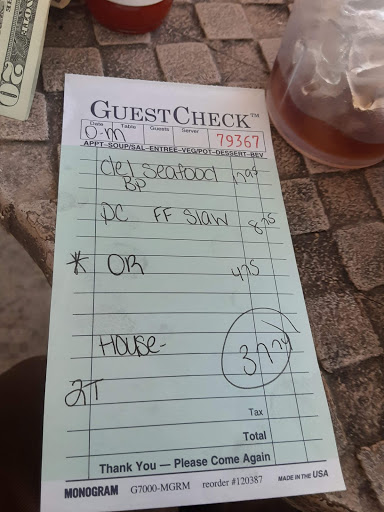 20
GUESTCHECK™
Date Table Guests Server
O-m 79367
APPT-SOUP/SAL-ENTREE-VEG/POT-DESSERT-BEV
del seafood
BP
PC FF Slaw 8.75
* OR 4.75
House-
2T
Tax
Total
Thank You — Please Come Again
MONOGRAM G7000-MGRM reorder #120387 MADE IN THE USA